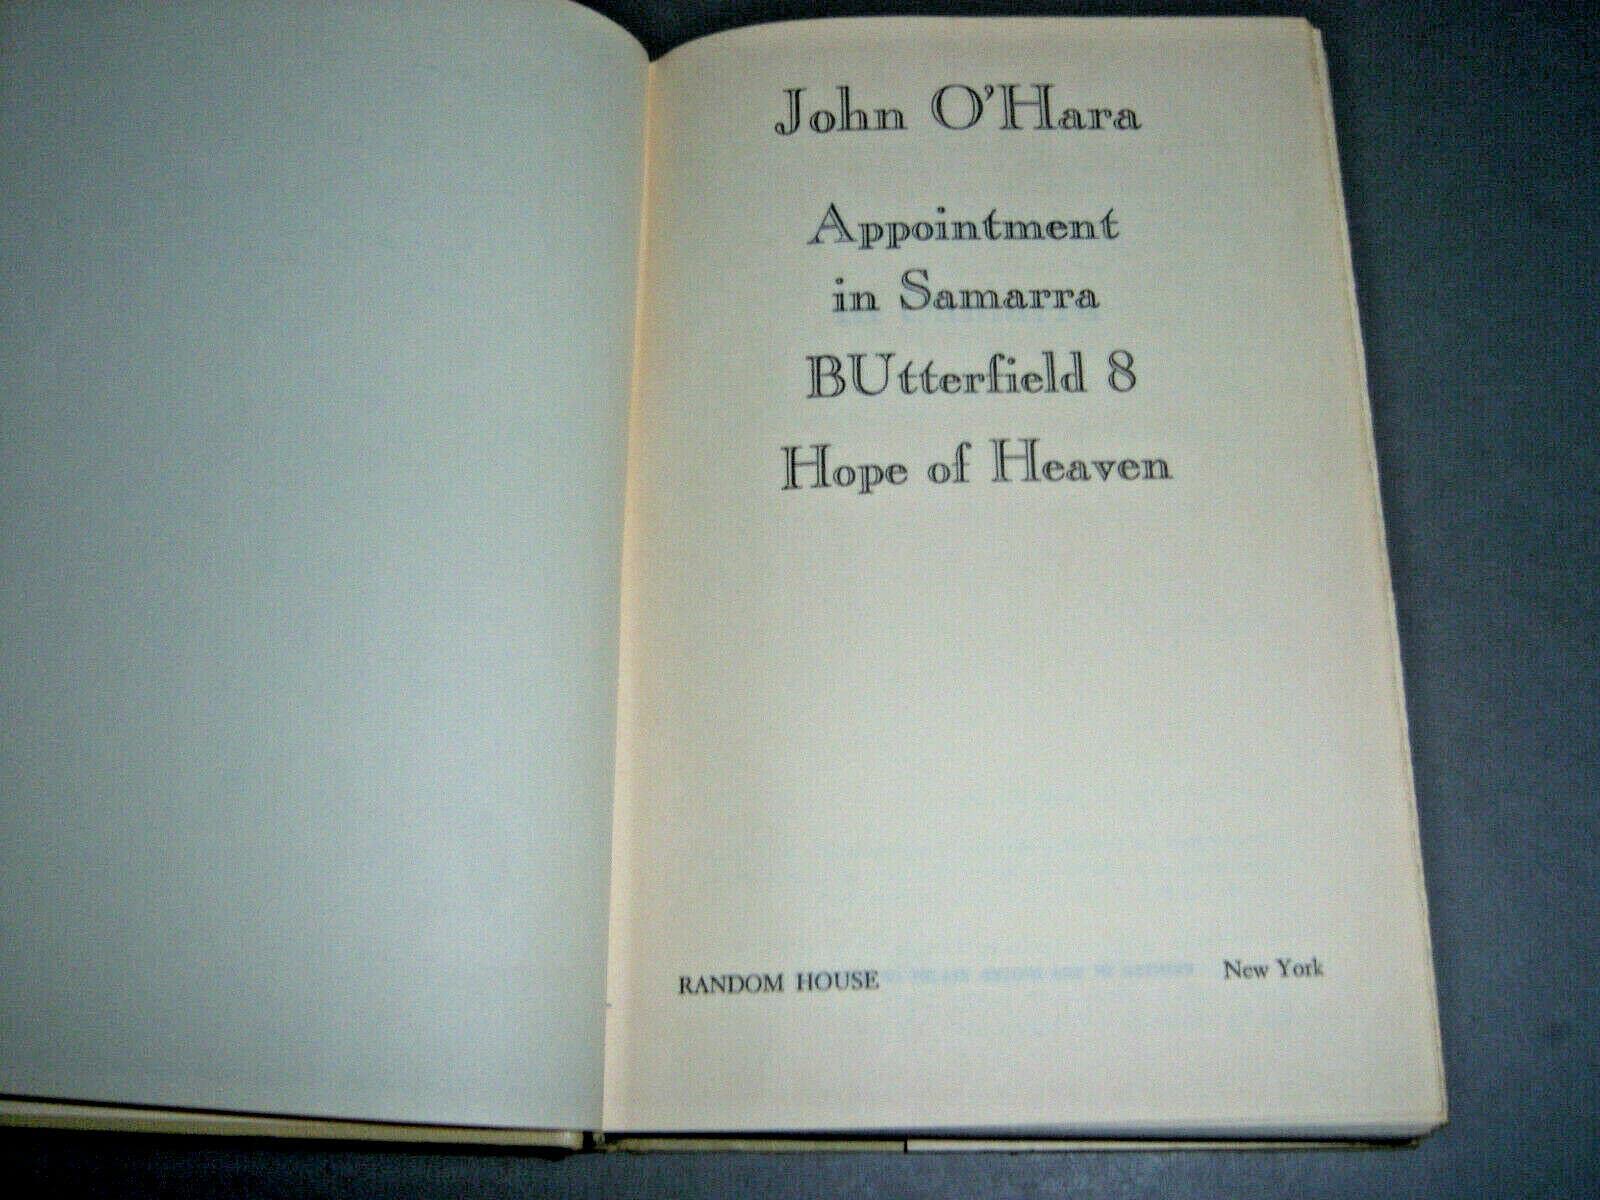 John O'Hara
Appointment
in Samarra
BUtterfield 8
Hope of Heaven
RANDOM HOUSE New York